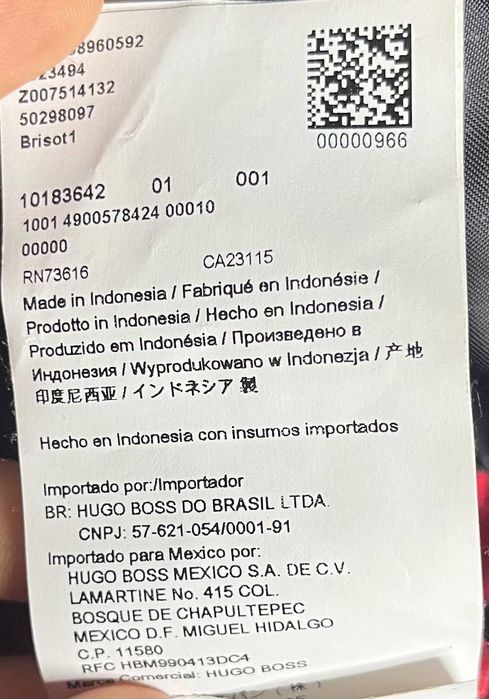 8960592
23494
Z007514132
50298097
Brisot1
00000966
10183642 01 001
1001 4900578424 00010
00000
RN73616 CA23115
Made in Indonesia / Fabriqué en Indonésie /
Prodotto in Indonesia / Hecho en Indonesia /
Produzido em Indonésia / Произведено в
Индонезия / Wyprodukowano w Indonezja / 产地
印度尼西亚 / インドネシア 製
Hecho en Indonesia con insumos importados
Importado por:/Importador
BR: HUGO BOSS DO BRASIL LTDA.
CNPJ: 57-621-054/0001-91
Importado para Mexico por:
HUGO BOSS MEXICO S.A. DE C.V.
LAMARTINE No. 415 COL.
BOSQUE DE CHAPULTEPEC
MEXICO D.F. MIGUEL HIDALGO
C.P. 11580
RFC HBM990413DC4
Marca Comercial: HUGO BOSS